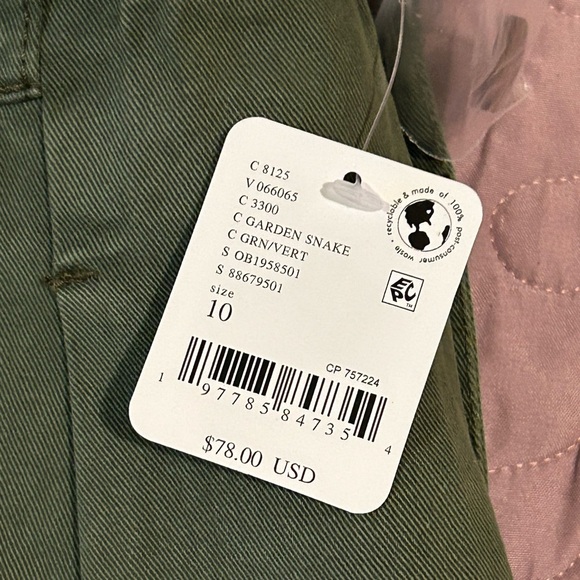 C 8125
V 066065
C 3300
C GARDEN SNAKE
C GRN/VERT
S OB1958501
S 88679501
size
10
recyclable & made of 100% post-consumer waste
ECP™
CP 757224
1 97785 84735 4
$78.00 USD